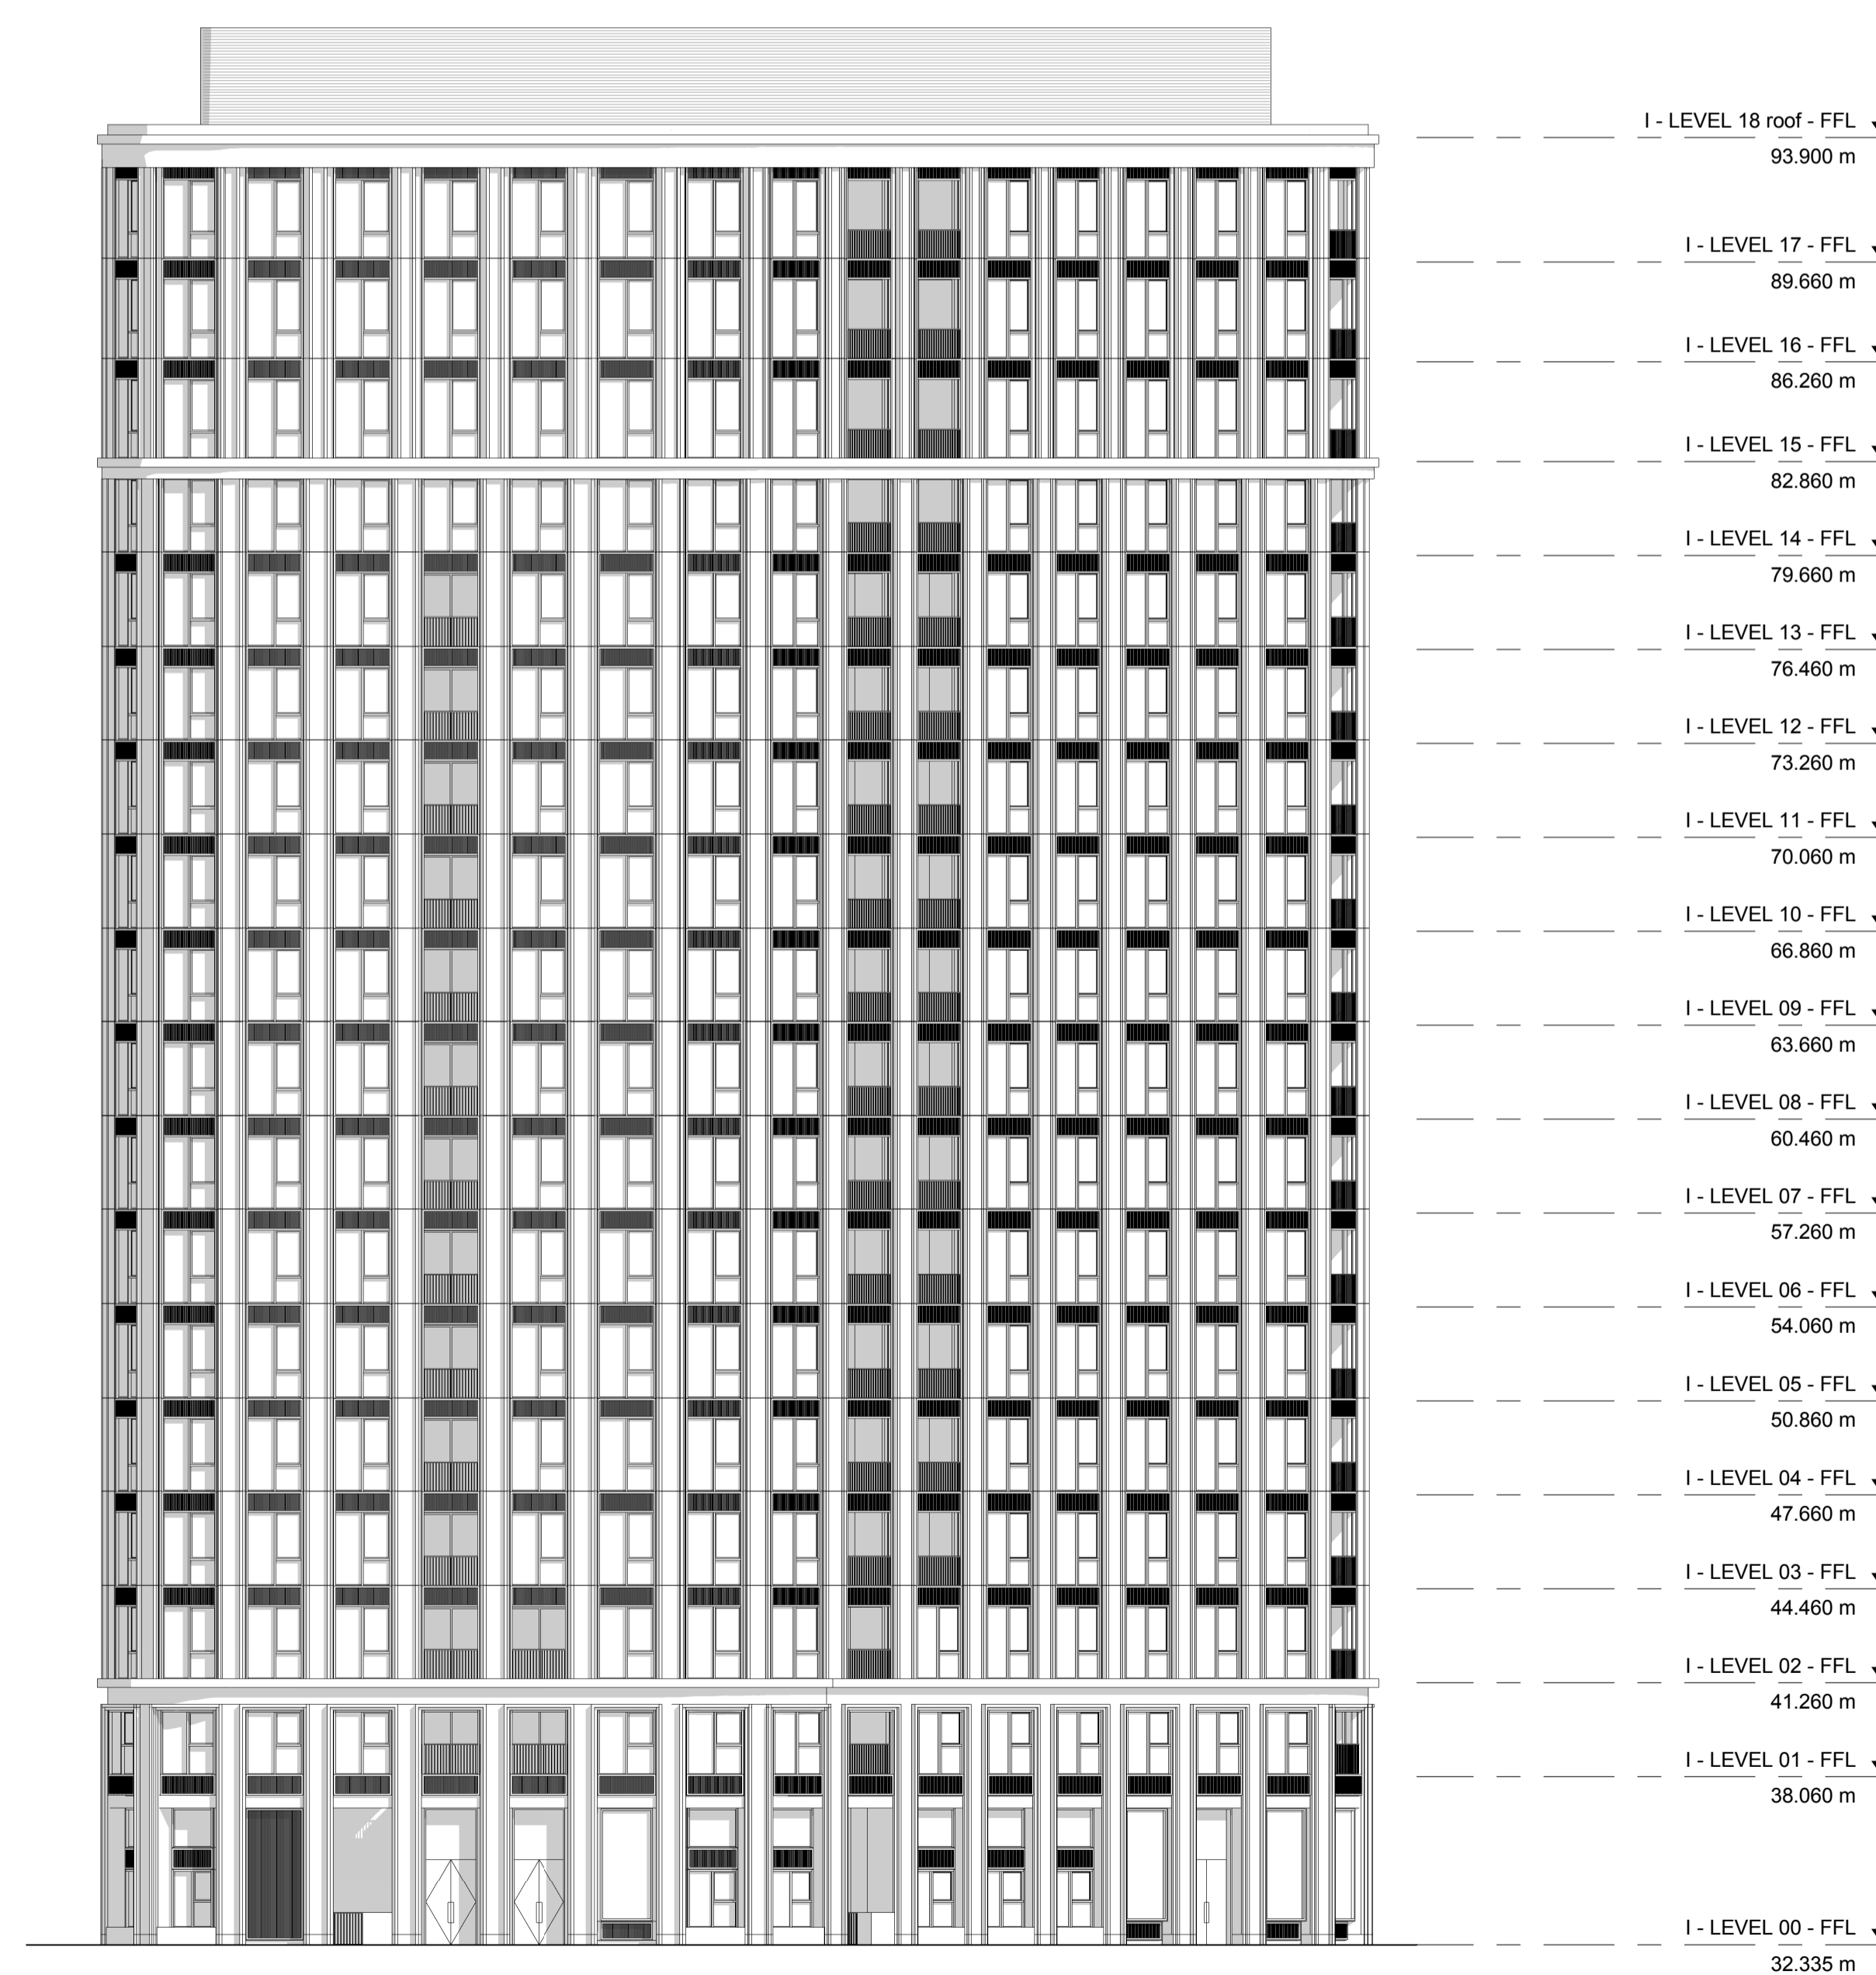 I - LEVEL 18 roof - FFL
93.900 m
I - LEVEL 17 - FFL
89.660 m
I - LEVEL 16 - FFL
86.260 m
I - LEVEL 15 - FFL
82.860 m
I - LEVEL 14 - FFL
79.660 m
I - LEVEL 13 - FFL
76.460 m
I - LEVEL 12 - FFL
73.260 m
I - LEVEL 11 - FFL
70.060 m
I - LEVEL 10 - FFL
66.860 m
I - LEVEL 09 - FFL
63.660 m
I - LEVEL 08 - FFL
60.460 m
I - LEVEL 07 - FFL
57.260 m
I - LEVEL 06 - FFL
54.060 m
I - LEVEL 05 - FFL
50.860 m
I - LEVEL 04 - FFL
47.660 m
I - LEVEL 03 - FFL
44.460 m
I - LEVEL 02 - FFL
41.260 m
I - LEVEL 01 - FFL
38.060 m
I - LEVEL 00 - FFL
32.335 m